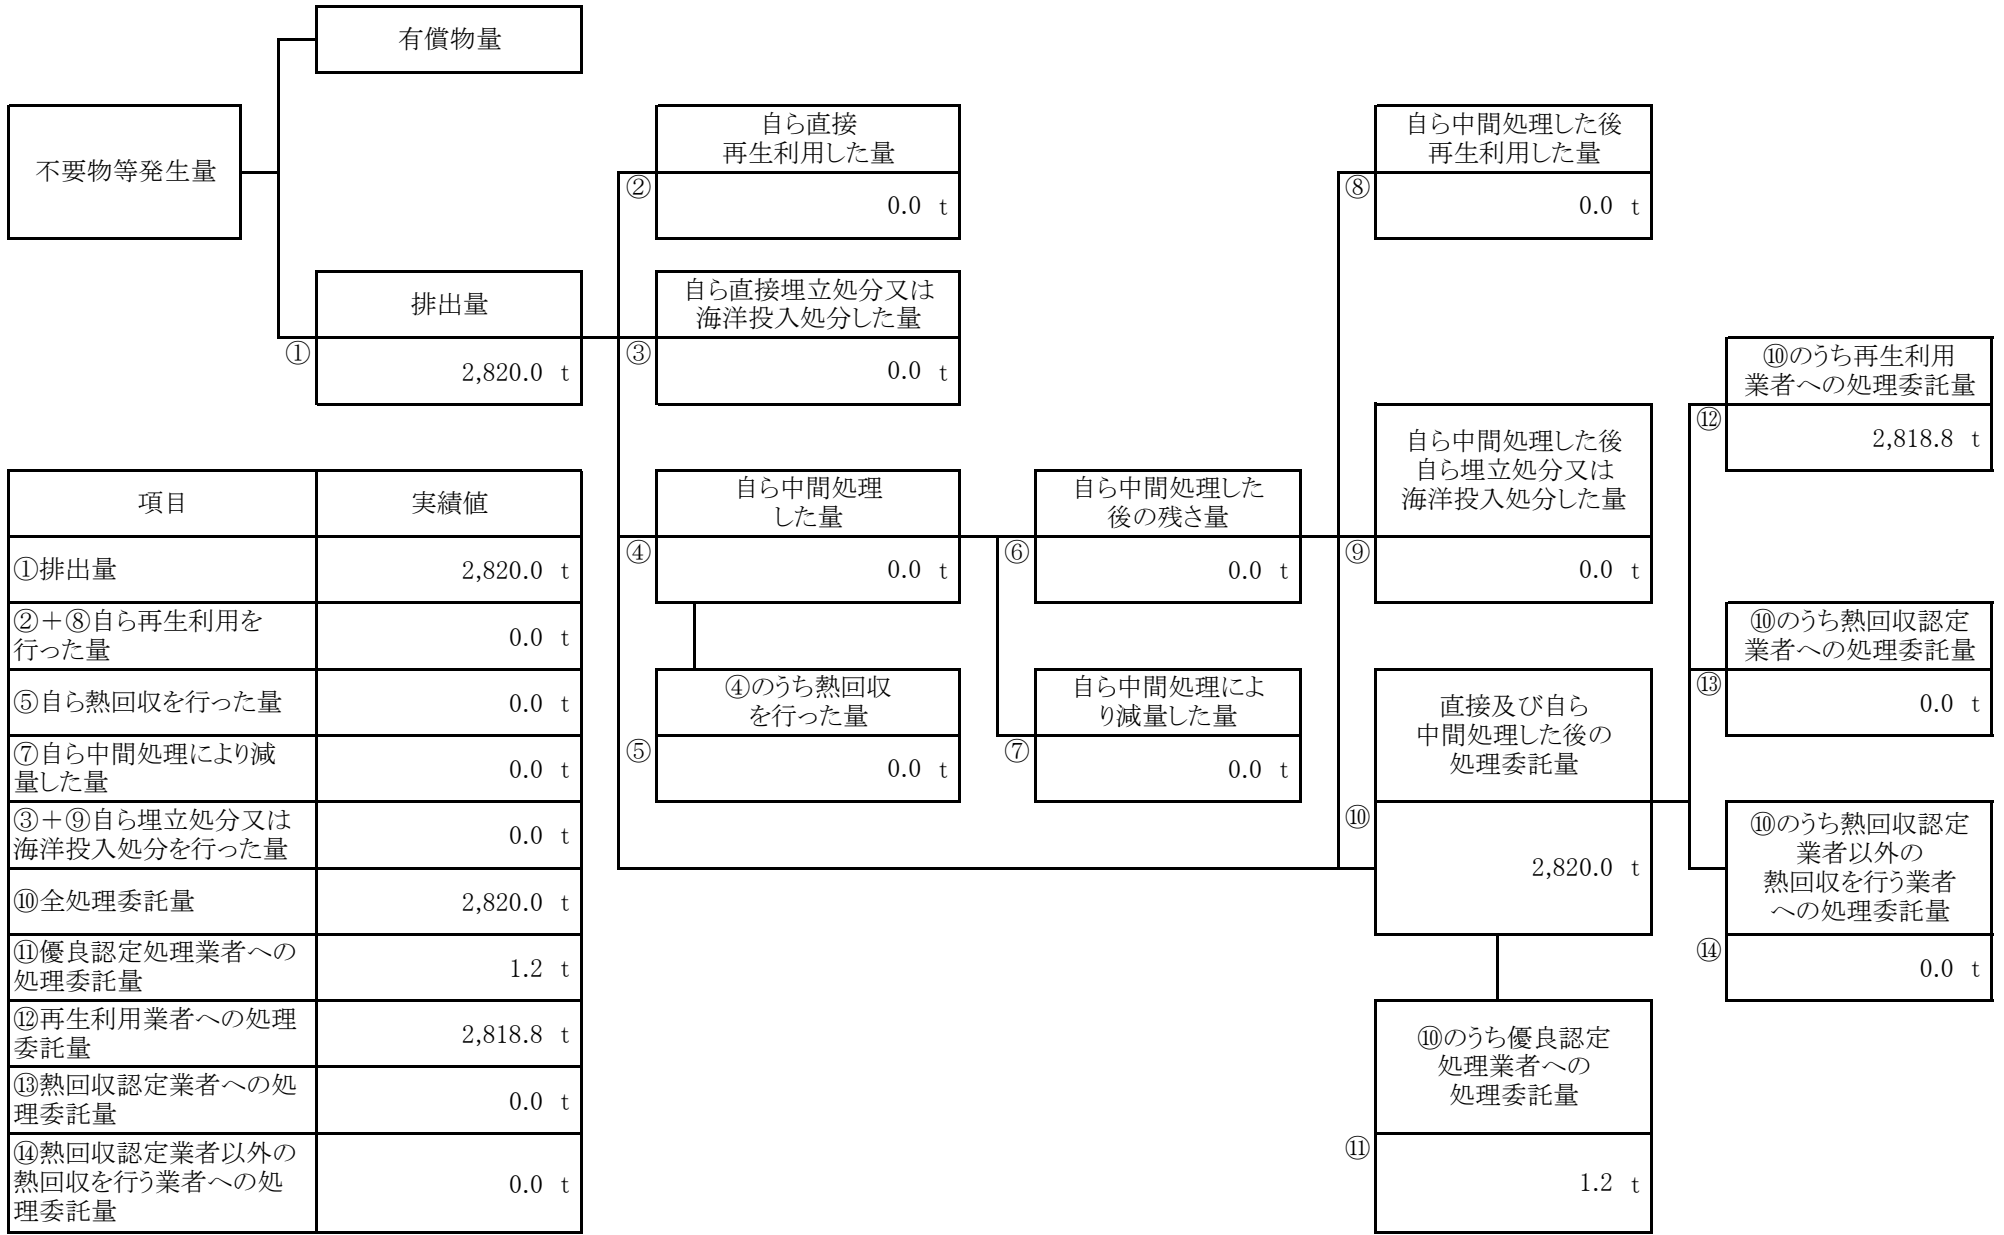 有償物量
不要物等発生量
自ら直接
再生利用した量
②
0.0 t
自ら中間処理した後
再生利用した量
⑧
0.0 t
排出量
①
2,820.0 t
自ら直接埋立処分又は
海洋投入処分した量
③
0.0 t
⑩のうち再生利用
業者への処理委託量
⑫
2,818.8 t
自ら中間処理
した量
④
0.0 t
自ら中間処理した
後の残さ量
⑥
0.0 t
自ら中間処理した後
自ら埋立処分又は
海洋投入処分した量
⑨
0.0 t
⑩のうち熱回収認定
業者への処理委託量
⑬
0.0 t
④のうち熱回収
を行った量
⑤
0.0 t
自ら中間処理によ
り減量した量
⑦
0.0 t
直接及び自ら
中間処理した後の
処理委託量
⑩
2,820.0 t
⑩のうち熱回収認定
業者以外の
熱回収を行う業者
への処理委託量
⑭
0.0 t
⑩のうち優良認定
処理業者への
処理委託量
⑪
1.2 t
項目 実績値
①排出量 2,820.0 t
②＋⑧自ら再生利用を
行った量 0.0 t
⑤自ら熱回収を行った量 0.0 t
⑦自ら中間処理により減
量した量 0.0 t
③＋⑨自ら埋立処分又は
海洋投入処分を行った量 0.0 t
⑩全処理委託量 2,820.0 t
⑪優良認定処理業者への
処理委託量 1.2 t
⑫再生利用業者への処理
委託量 2,818.8 t
⑬熱回収認定業者への処
理委託量 0.0 t
⑭熱回収認定業者以外の
熱回収を行う業者への処
理委託量 0.0 t